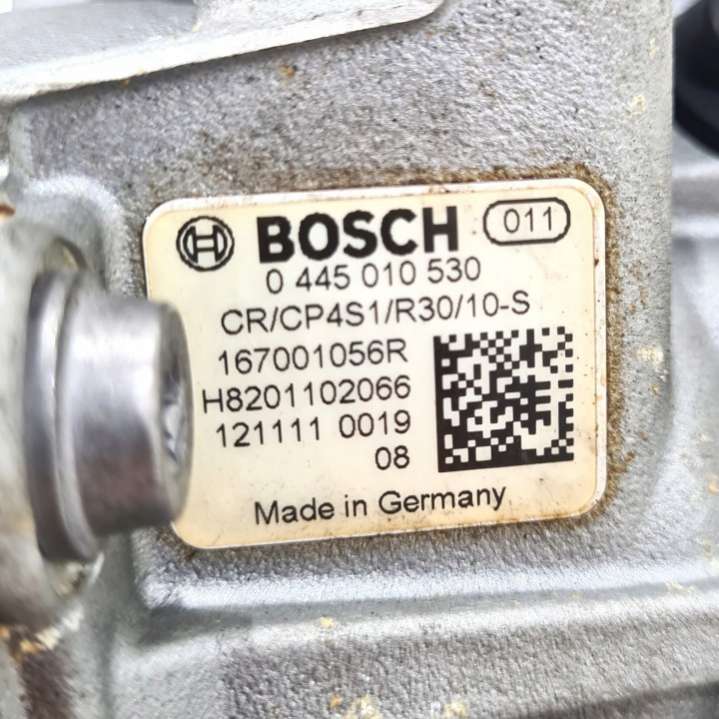 BOSCH 011
0 445 010 530
CR/CP4S1/R30/10-S
167001056R
H8201102066
121111 0019
08
Made in Germany